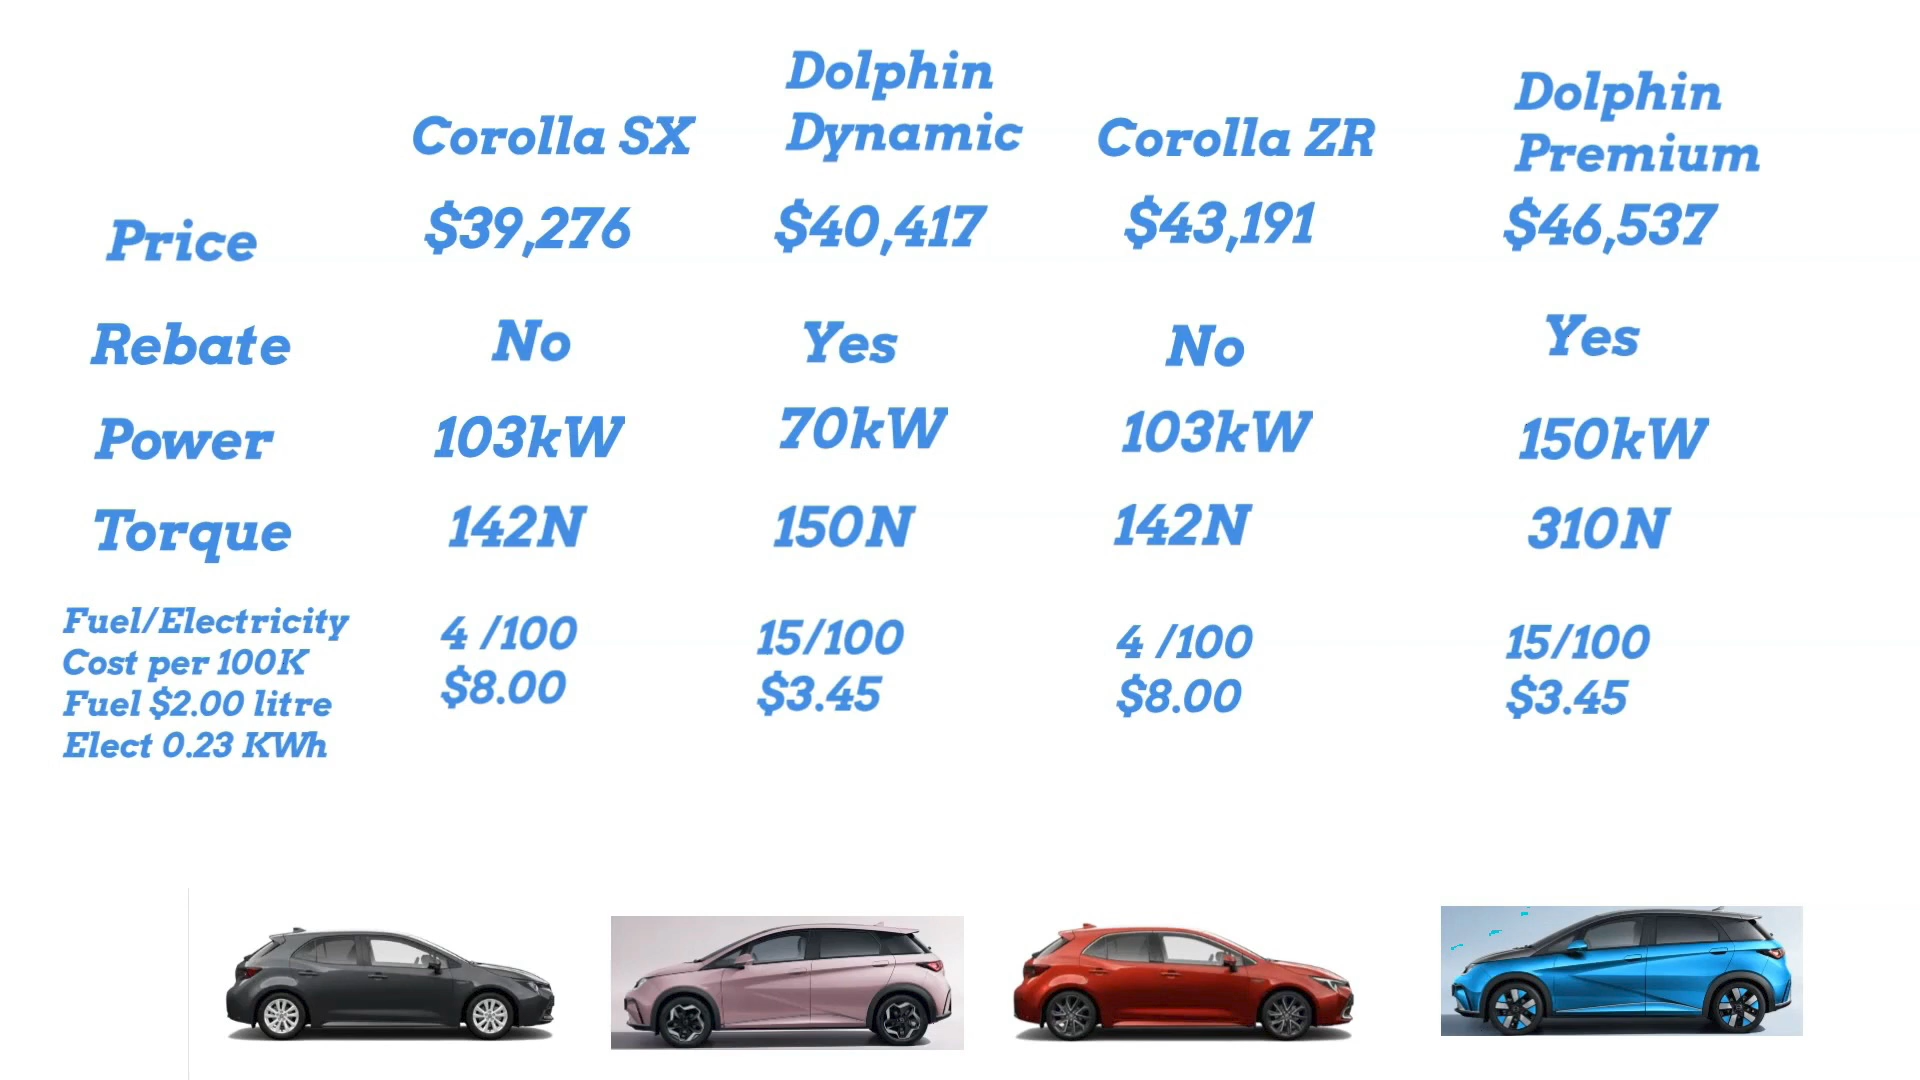 Corolla SX
Dolphin
Dynamic
Corolla ZR
Dolphin
Premium
Price
$39,276
$40,417
$43,191
$46,537
Rebate
No
Yes
No
Yes
Power
103kW
70kW
103kW
150kW
Torque
142N
150N
142N
310N
Fuel/Electricity
Cost per 100K
Fuel $2.00 litre
Elect 0.23 KWh
4 /100
$8.00
15/100
$3.45
4 /100
$8.00
15/100
$3.45